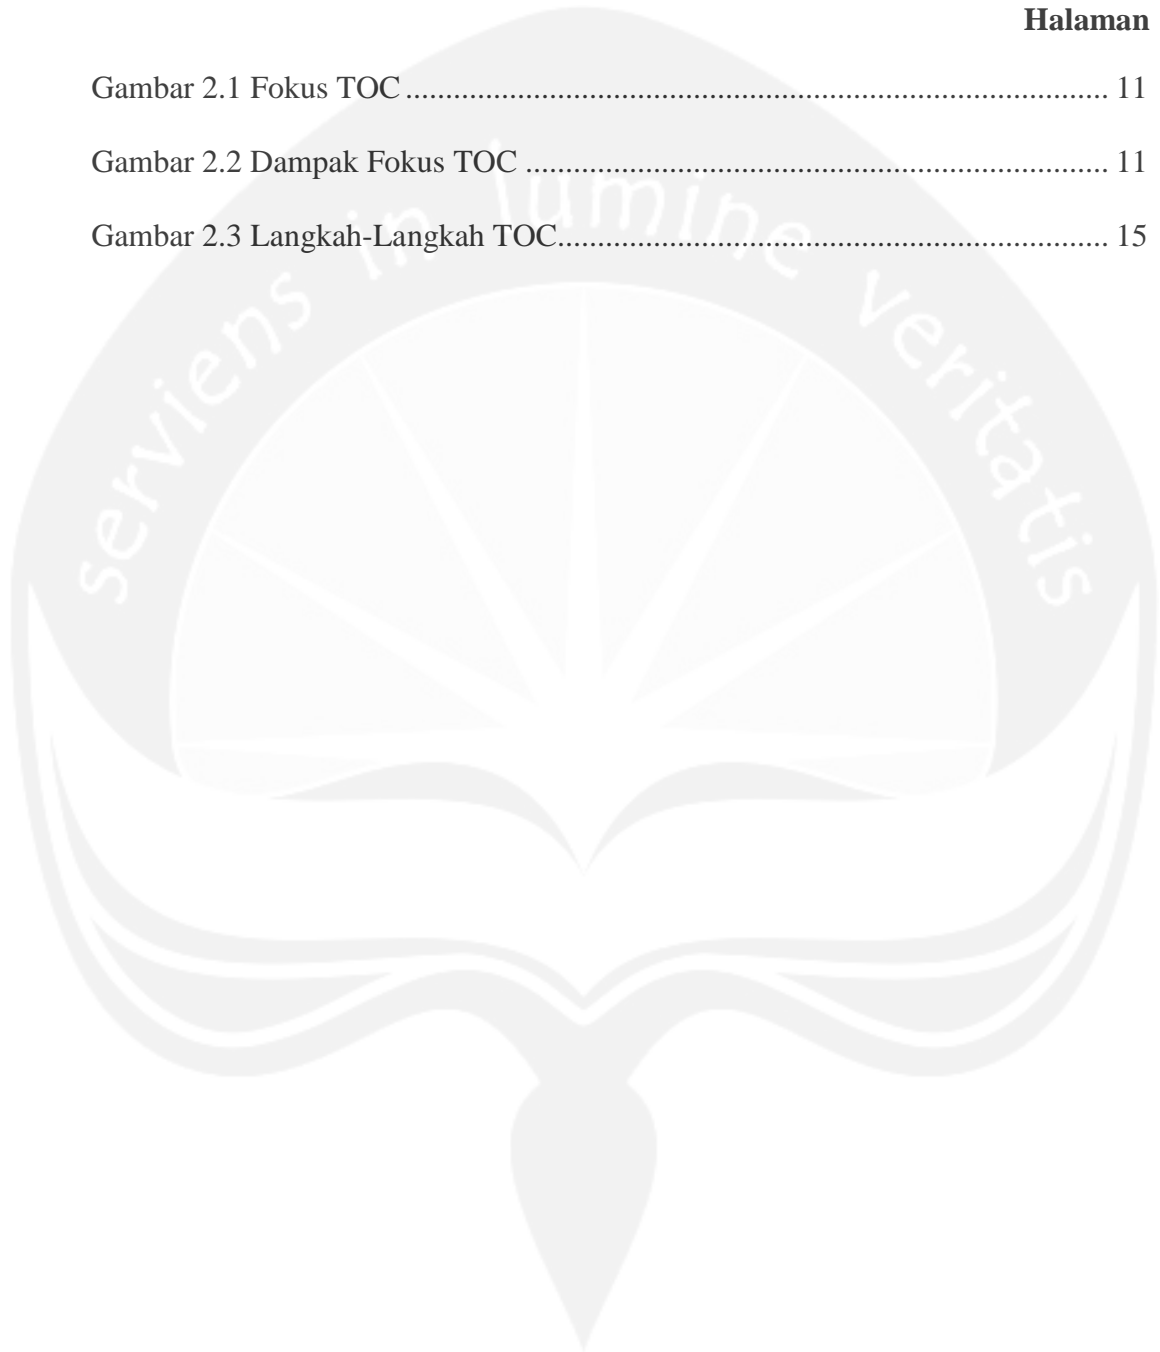 Halaman
Gambar 2.1 Fokus TOC ........................................................................................ 11
Gambar 2.2 Dampak Fokus TOC ......................................................................... 11
Gambar 2.3 Langkah-Langkah TOC..................................................................... 15
serviens in lumine veritatis